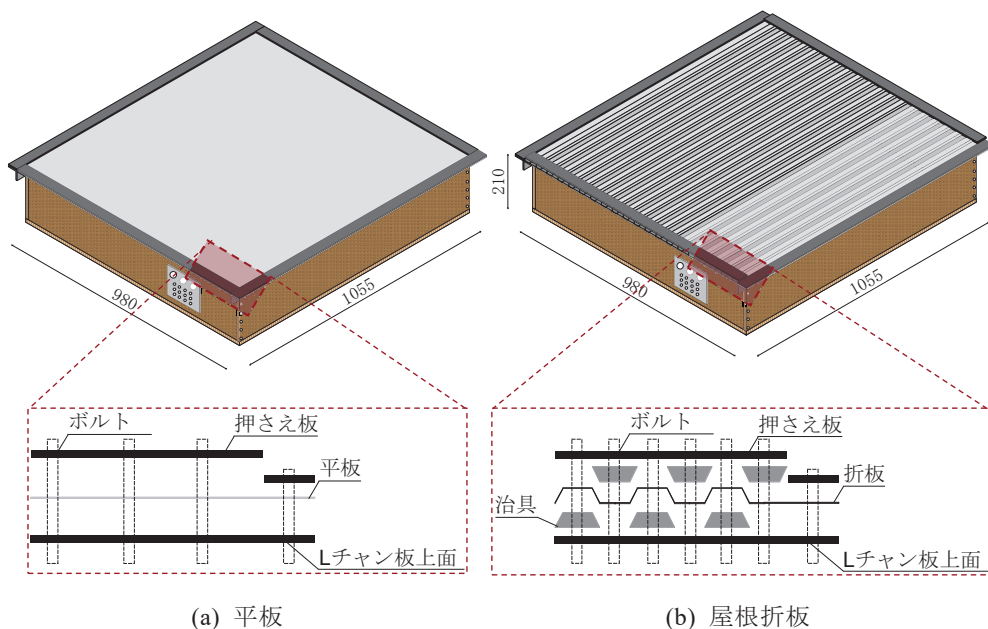 210
980
1055
980
1055
ボルト
押さえ板
平板
Lチャン板上面
ボルト
押さえ板
折板
治具
Lチャン板上面
(a) 平板
(b) 屋根折板